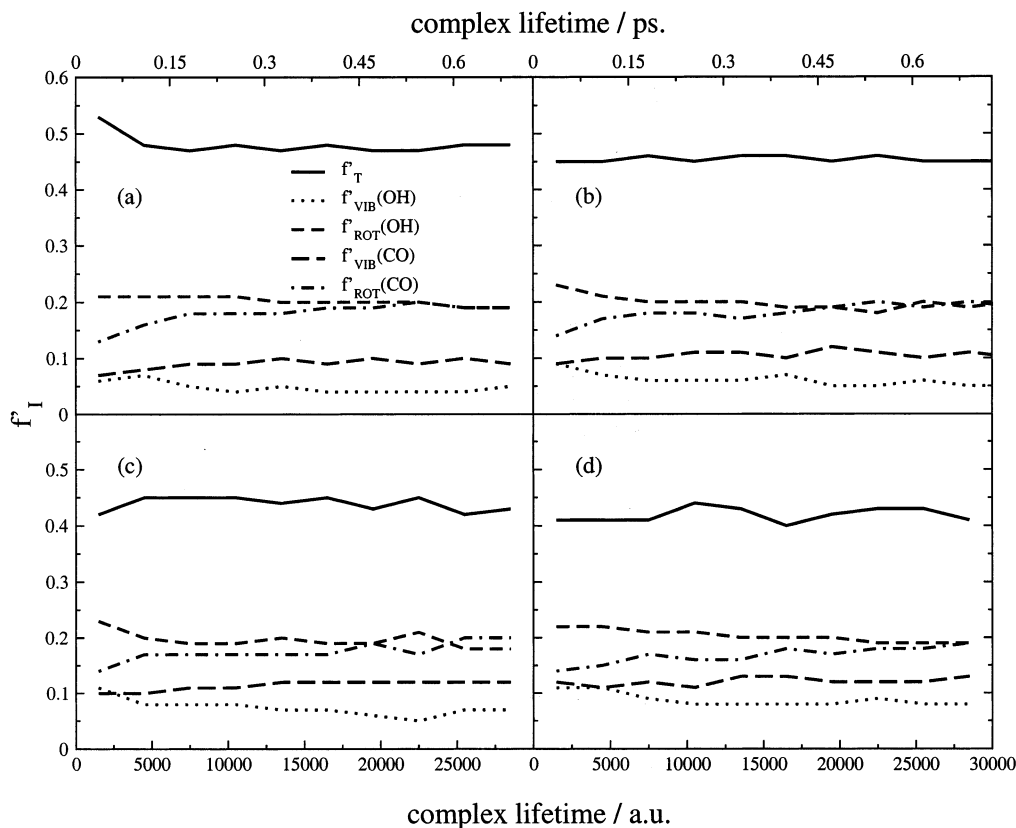 complex lifetime / ps.
0 0.15 0.3 0.45 0.6 0 0.15 0.3 0.45 0.6
0.6
0.5
0.4
0.3
0.2
0.1
0
(a)
f'T
f'VIB(OH)
f'ROT(OH)
f'VIB(CO)
f'ROT(CO)
(b)
f'I
0.5
0.4
0.3
0.2
0.1
0
(c)
(d)
0 5000 10000 15000 20000 25000 0 5000 10000 15000 20000 25000 30000
complex lifetime / a.u.